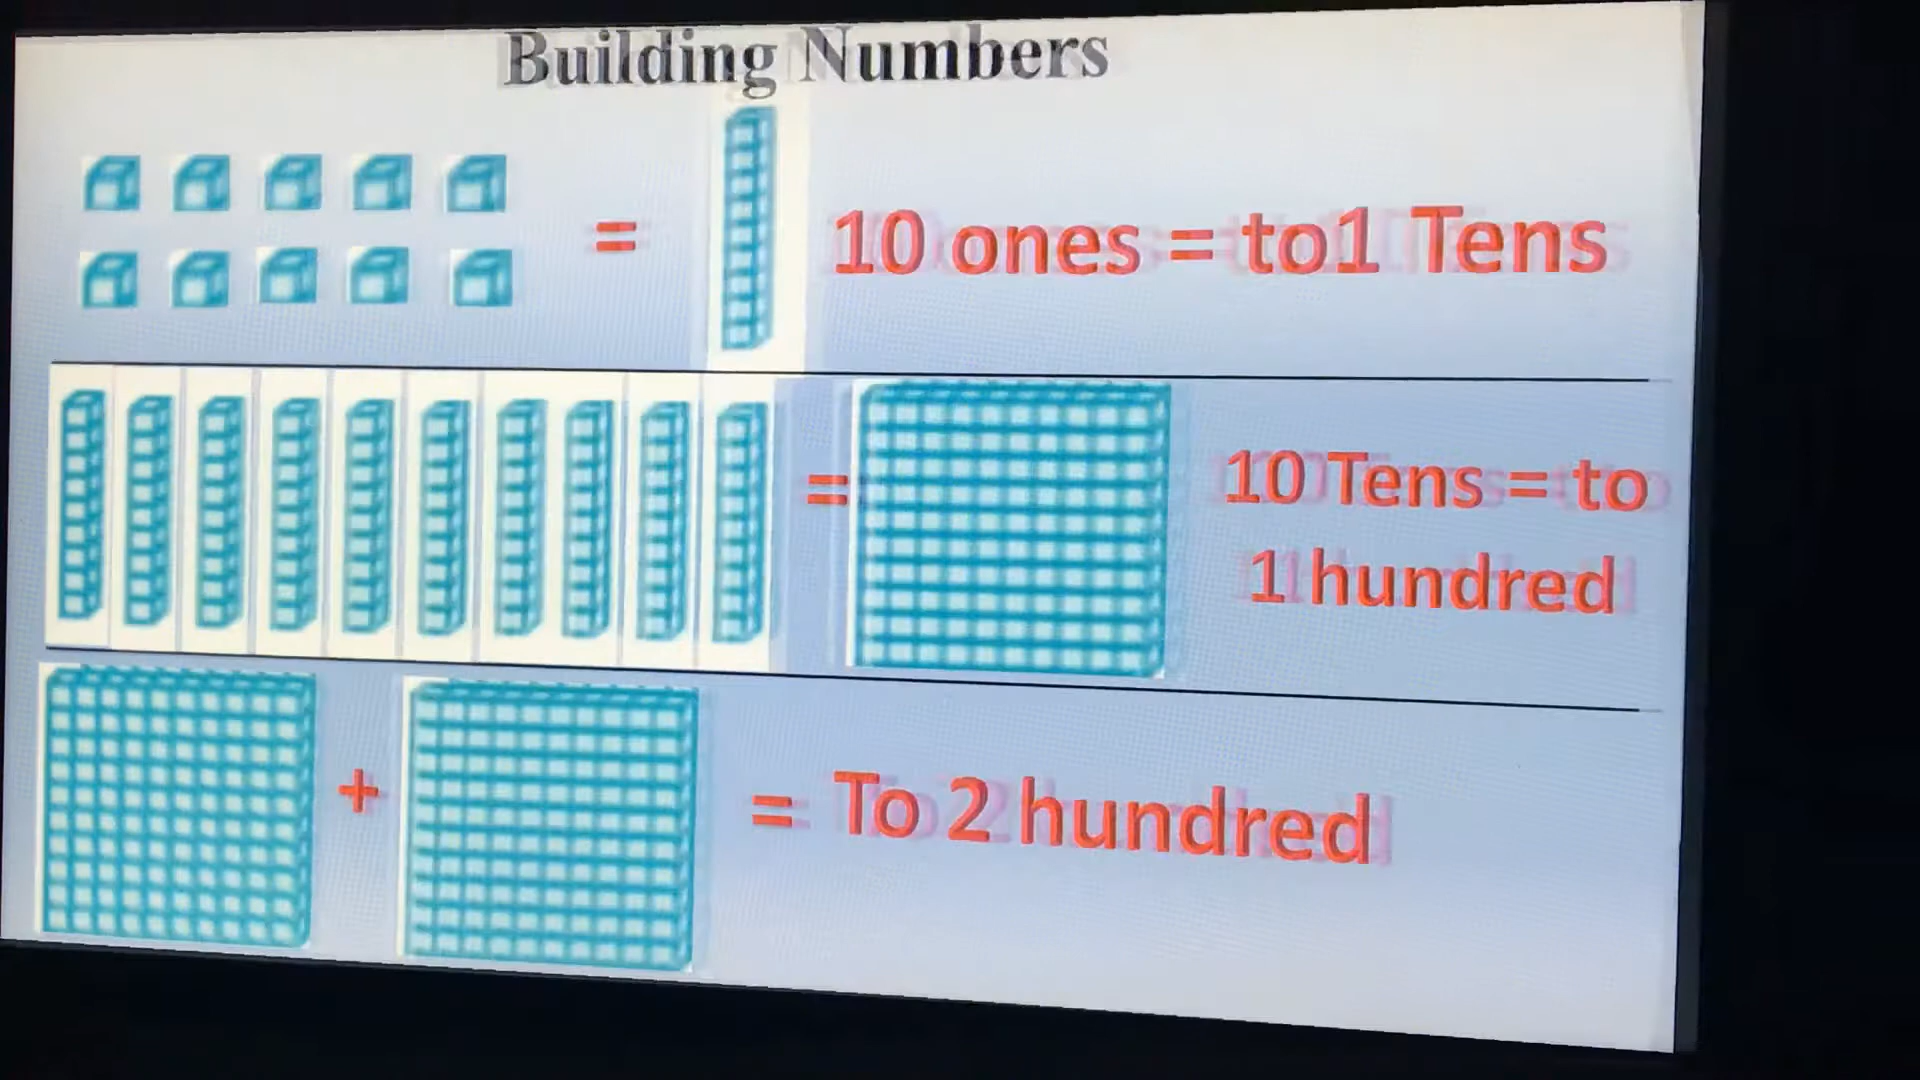 Building Numbers
= 10 ones = to1 Tens
= 10 Tens = to
1 hundred
+ = To 2 hundred